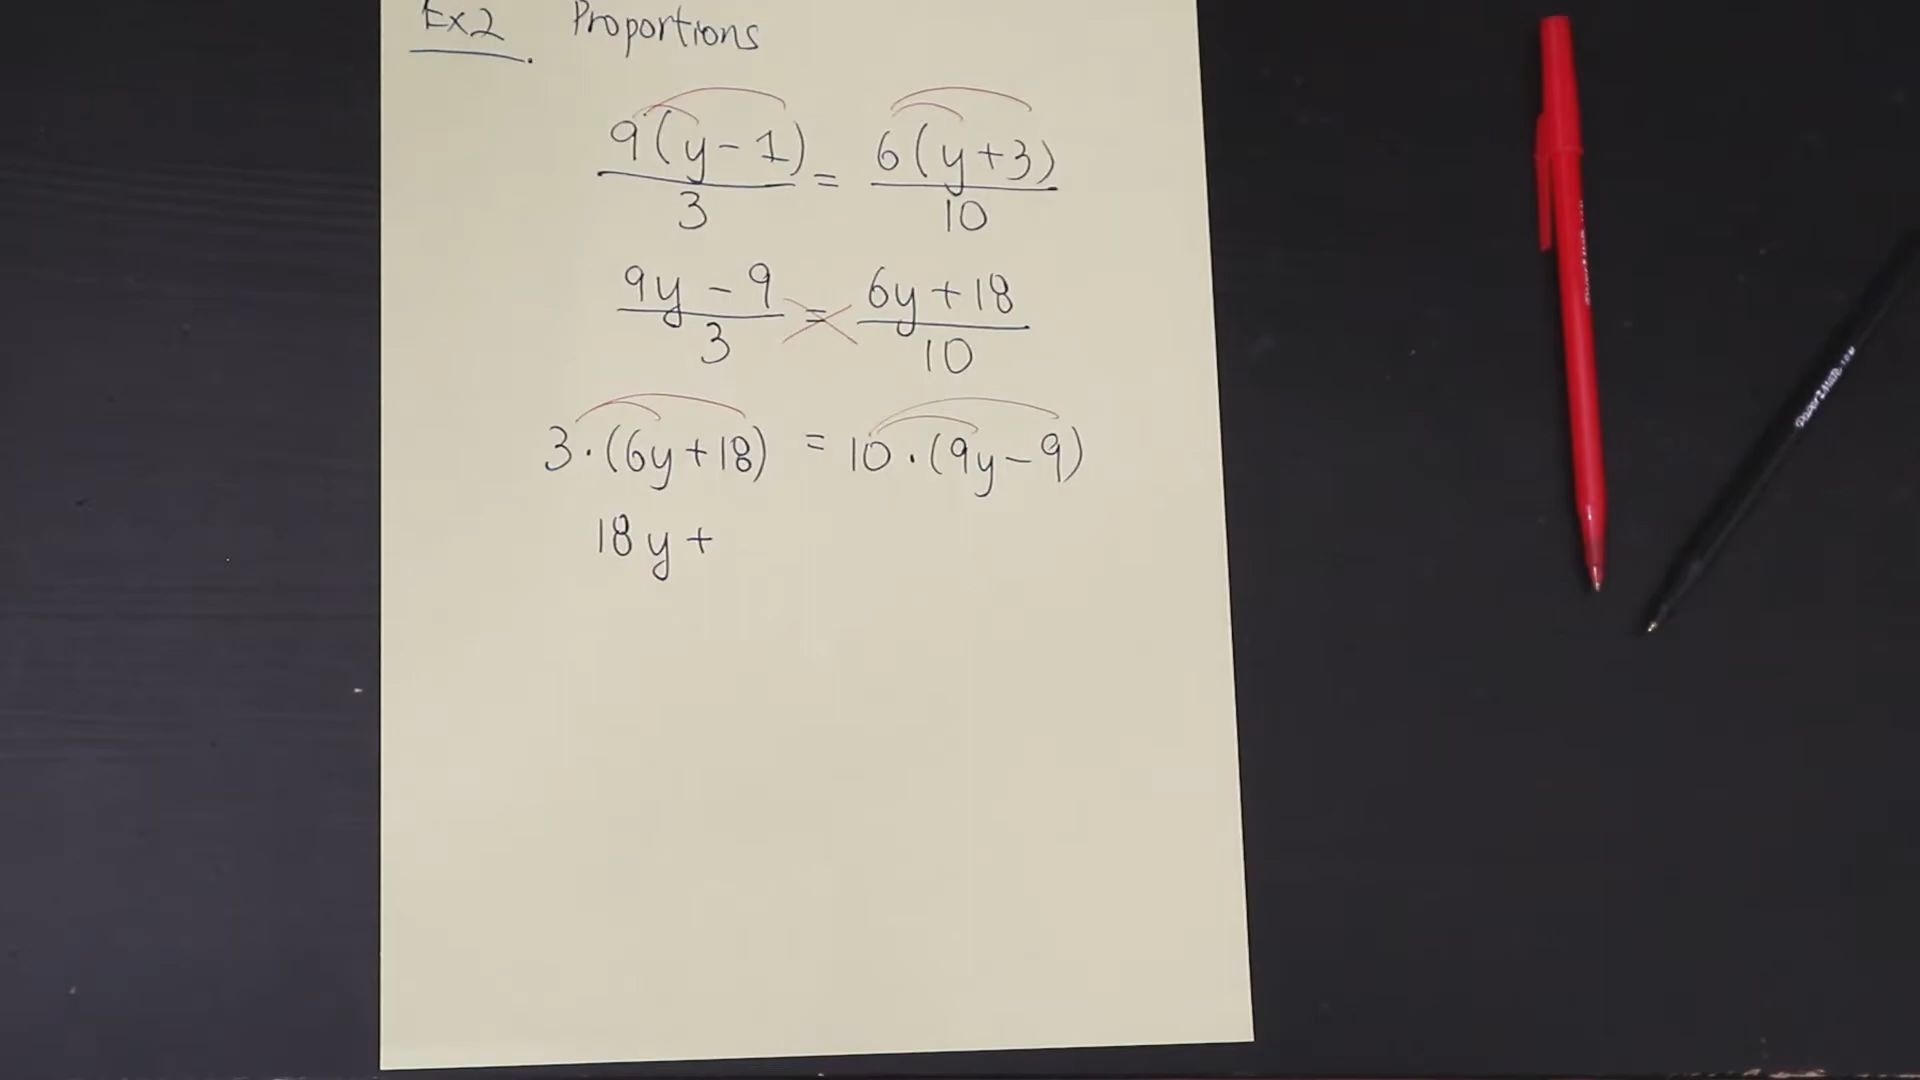 Ex2. Proportions
9(y-1)/3 = 6(y+3)/10
9y-9/3 = 6y+18/10
3·(6y+18) = 10·(9y-9)
18y+